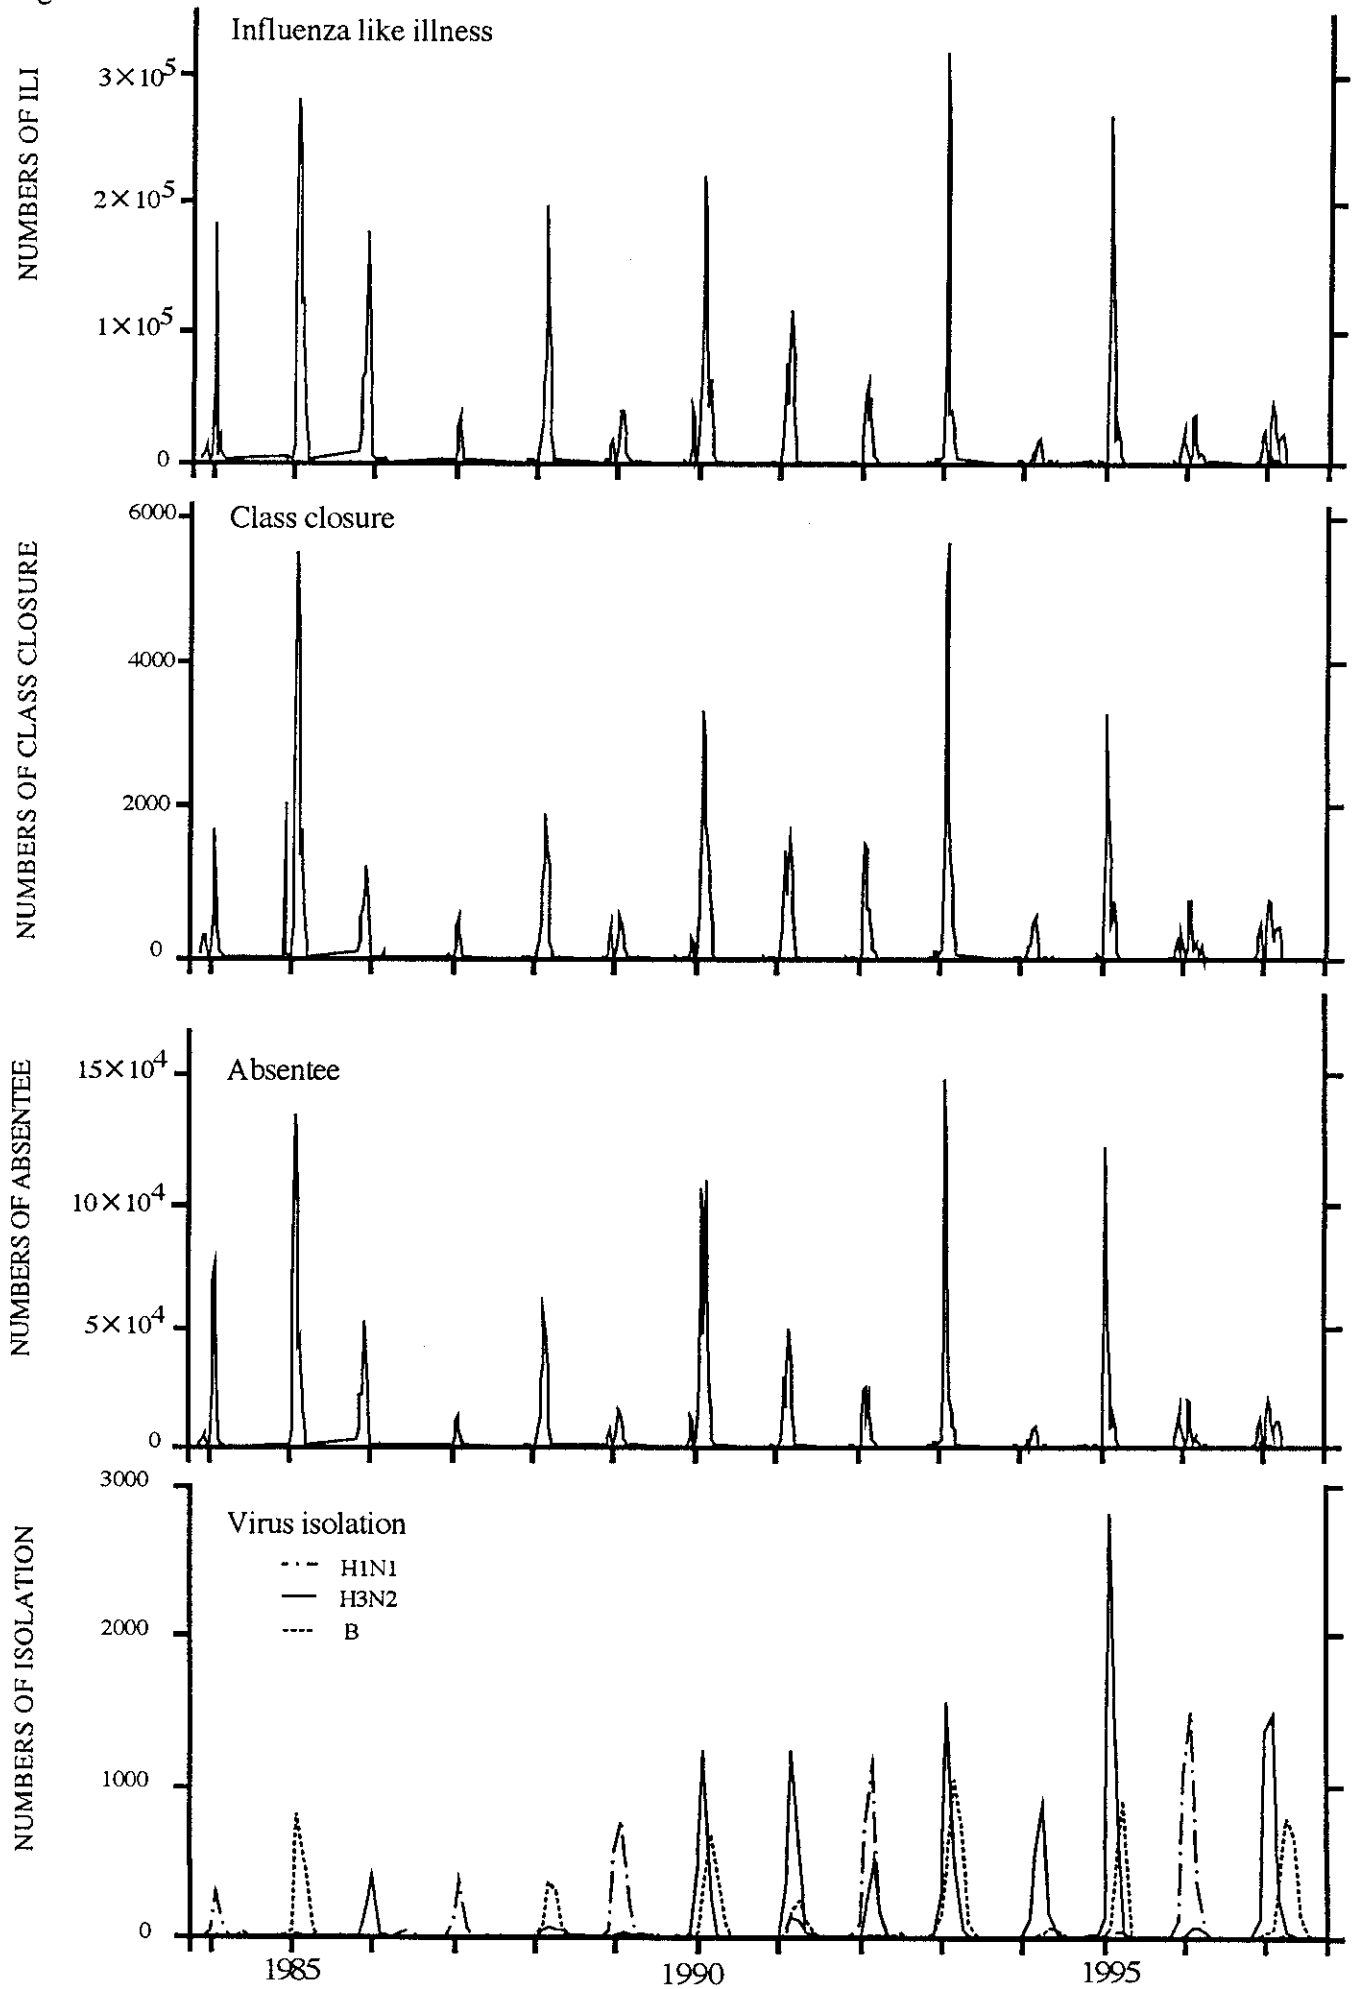 Influenza like illness
NUMBERS OF ILI
3×10⁵
2×10⁵
1×10⁵
0
Class closure
NUMBERS OF CLASS CLOSURE
6000
4000
2000
0
Absentee
NUMBERS OF ABSENTEE
15×10⁴
10×10⁴
5×10⁴
0
Virus isolation
H1N1
H3N2
B
NUMBERS OF ISOLATION
3000
2000
1000
0
1985 1990 1995